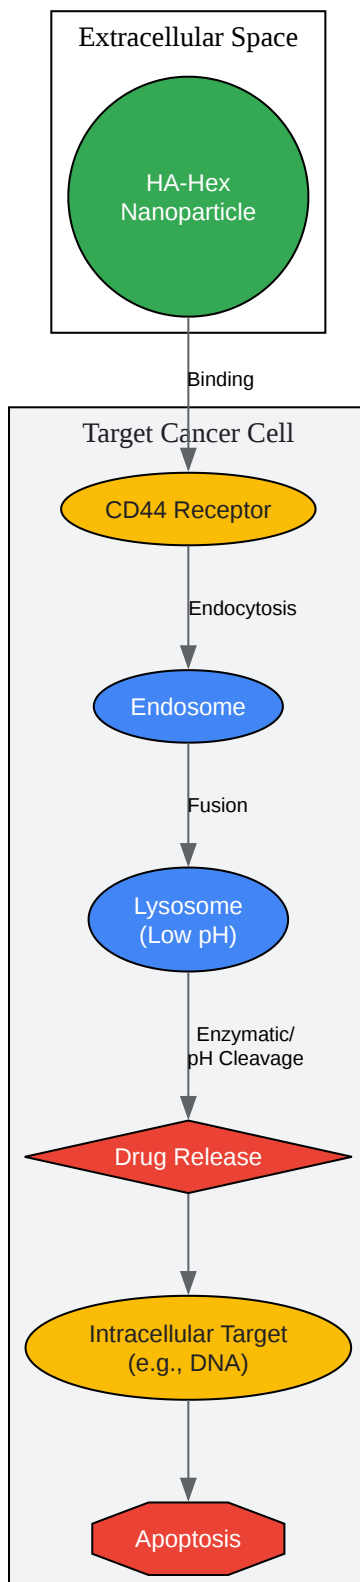 Extracellular Space
HA-Hex
Nanoparticle
Binding
Target Cancer Cell
CD44 Receptor
Endocytosis
Endosome
Fusion
Lysosome
(Low pH)
Enzymatic/
pH Cleavage
Drug Release
Intracellular Target
(e.g., DNA)
Apoptosis